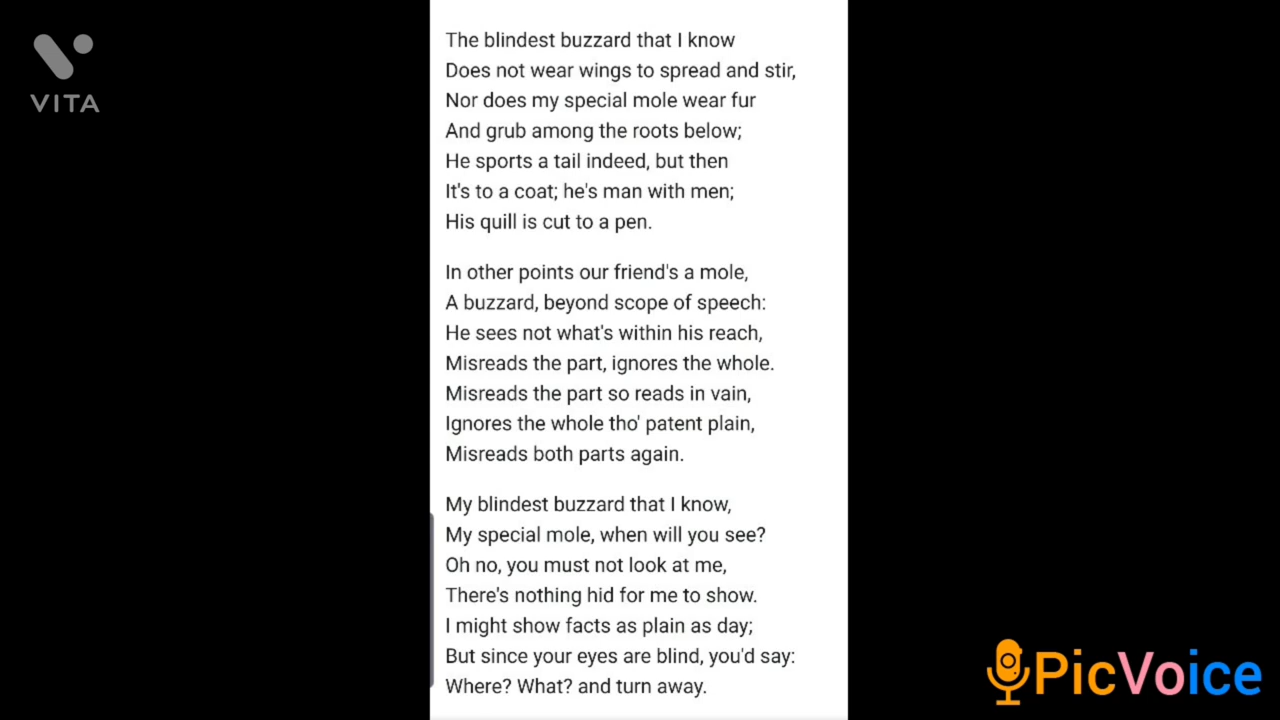 VITA
The blindest buzzard that I know
Does not wear wings to spread and stir,
Nor does my special mole wear fur
And grub among the roots below;
He sports a tail indeed, but then
It's to a coat; he's man with men;
His quill is cut to a pen.
In other points our friend's a mole,
A buzzard, beyond scope of speech:
He sees not what's within his reach,
Misreads the part, ignores the whole.
Misreads the part so reads in vain,
Ignores the whole tho' patent plain,
Misreads both parts again.
My blindest buzzard that I know,
My special mole, when will you see?
Oh no, you must not look at me,
There's nothing hid for me to show.
I might show facts as plain as day;
But since your eyes are blind, you'd say:
Where? What? and turn away.
PicVoice